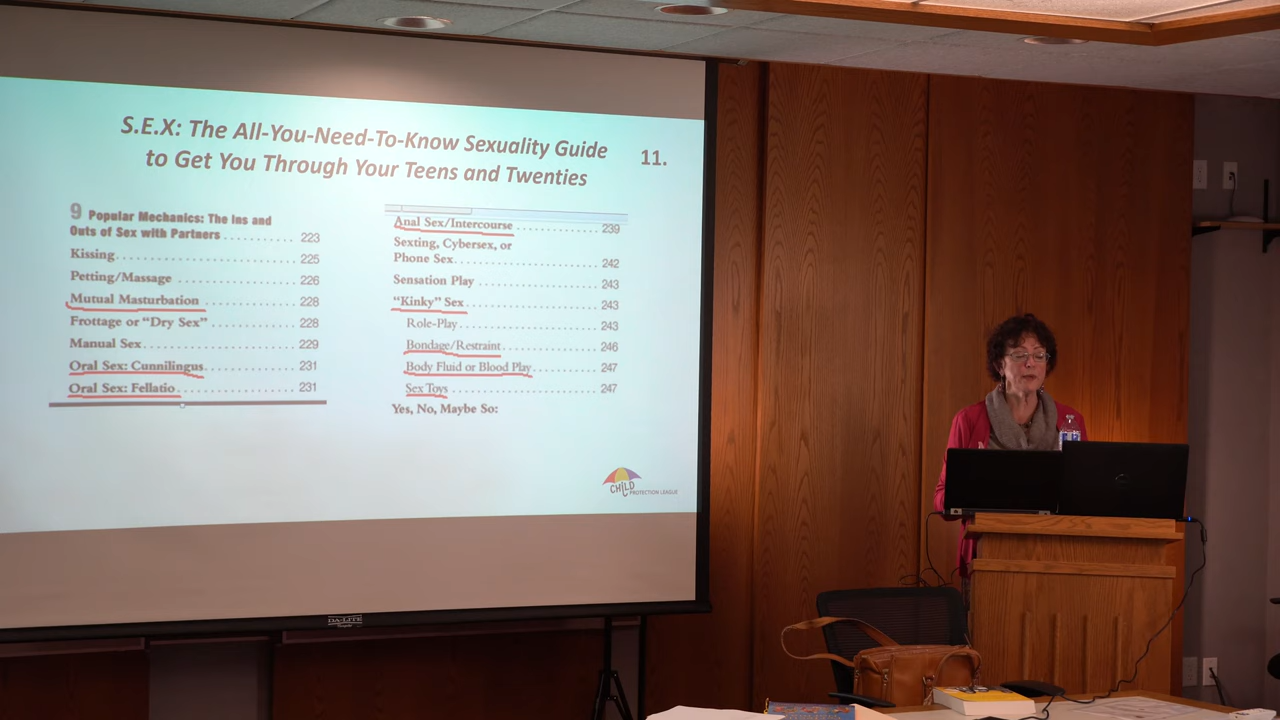 S.E.X: The All-You-Need-To-Know Sexuality Guide
to Get You Through Your Teens and Twenties
11.
9 Popular Mechanics: The Ins and
Outs of Sex with Partners .......... 223
Kissing .......... 225
Petting/Massage .......... 226
Mutual Masturbation .......... 228
Frottage or “Dry Sex” .......... 228
Manual Sex .......... 229
Oral Sex: Cunnilingus .......... 231
Oral Sex: Fellatio .......... 231
Anal Sex/Intercourse .......... 239
Sexting, Cybersex, or
Phone Sex .......... 242
Sensation Play .......... 243
“Kinky” Sex .......... 243
Role-Play .......... 243
Bondage/Restraint .......... 246
Body Fluid or Blood Play .......... 247
Sex Toys .......... 247
Yes, No, Maybe So:
CHILD
PROTECTION LEAGUE
DA-LITE